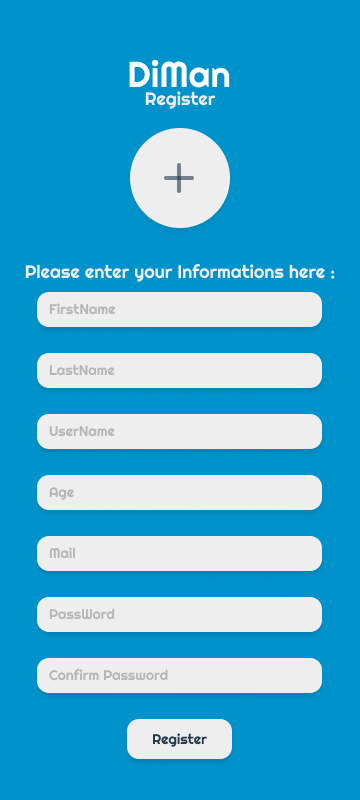 DiMan
Register
Please enter your Informations here :
FirstName
LastName
UserName
Age
Mail
PassWord
Confirm Password
Register